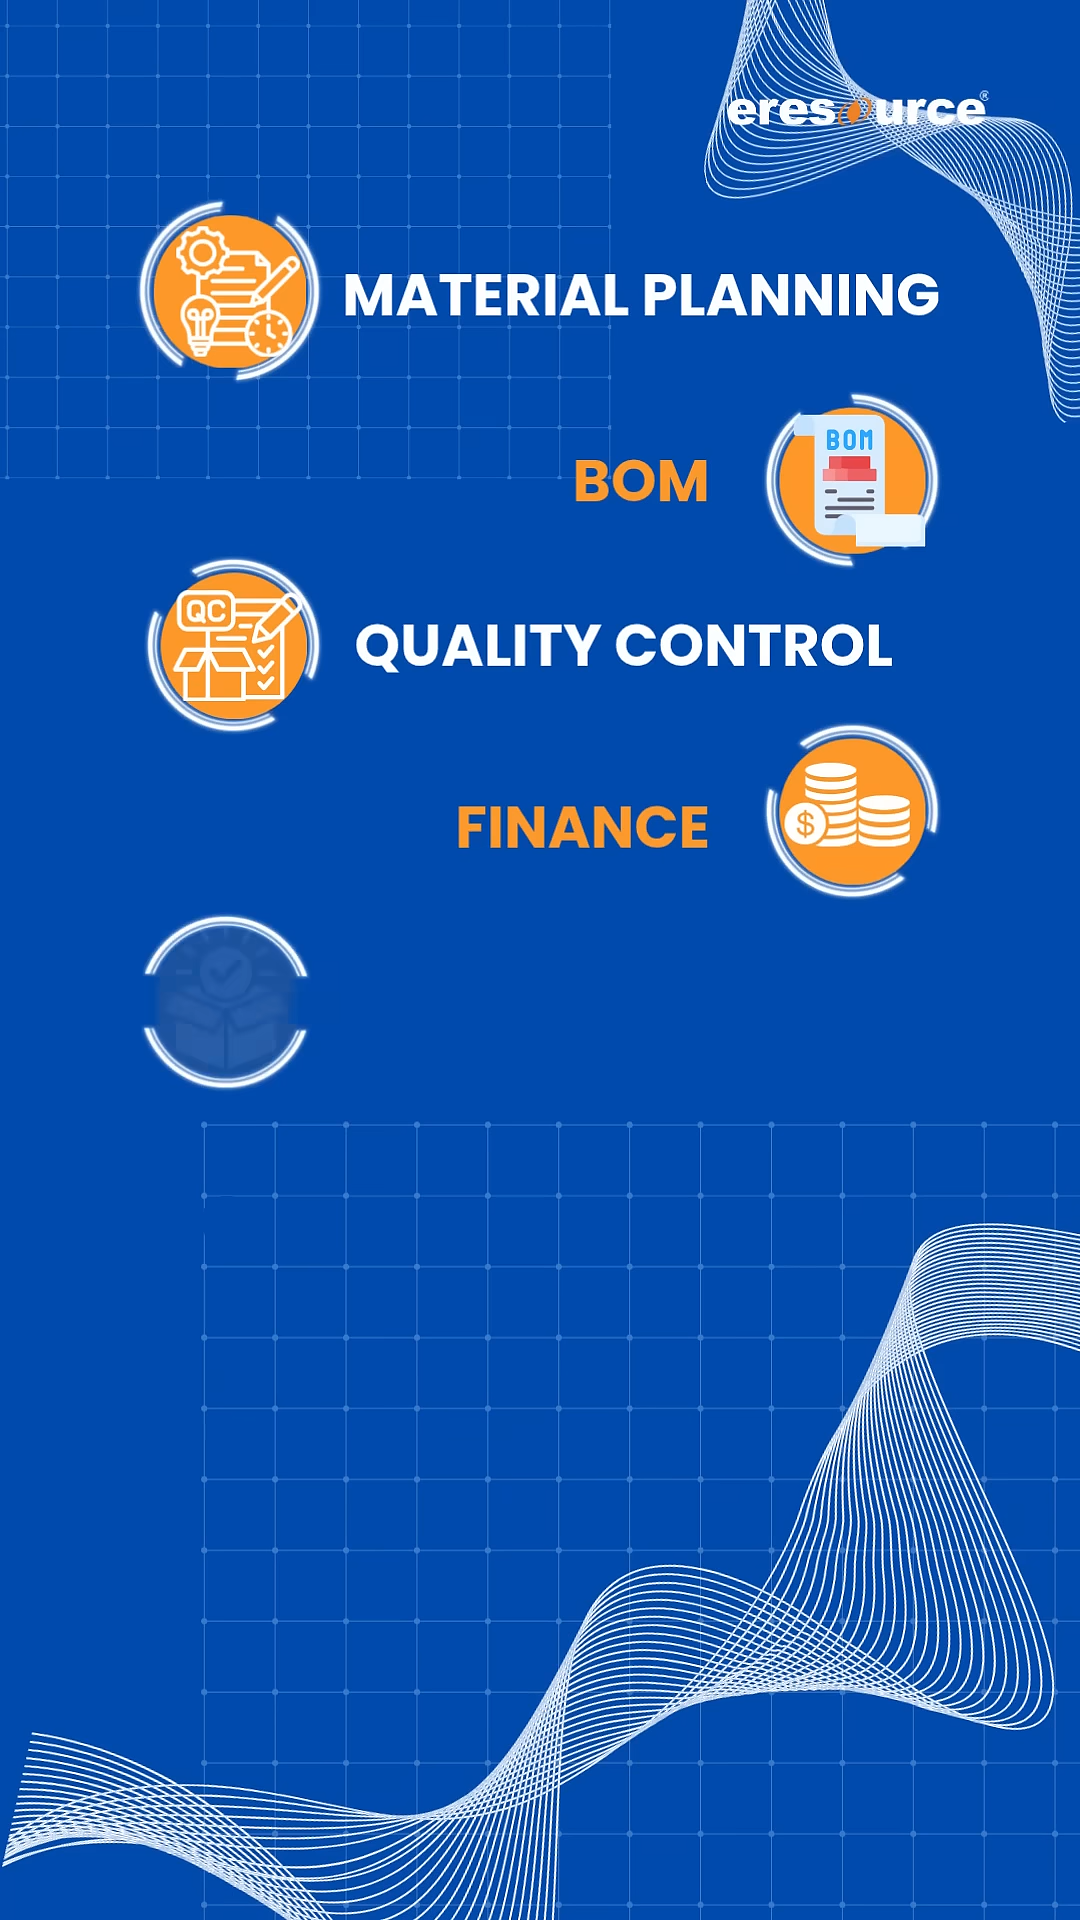 eresource®
MATERIAL PLANNING
BOM
BOM
QC
QUALITY CONTROL
FINANCE
$